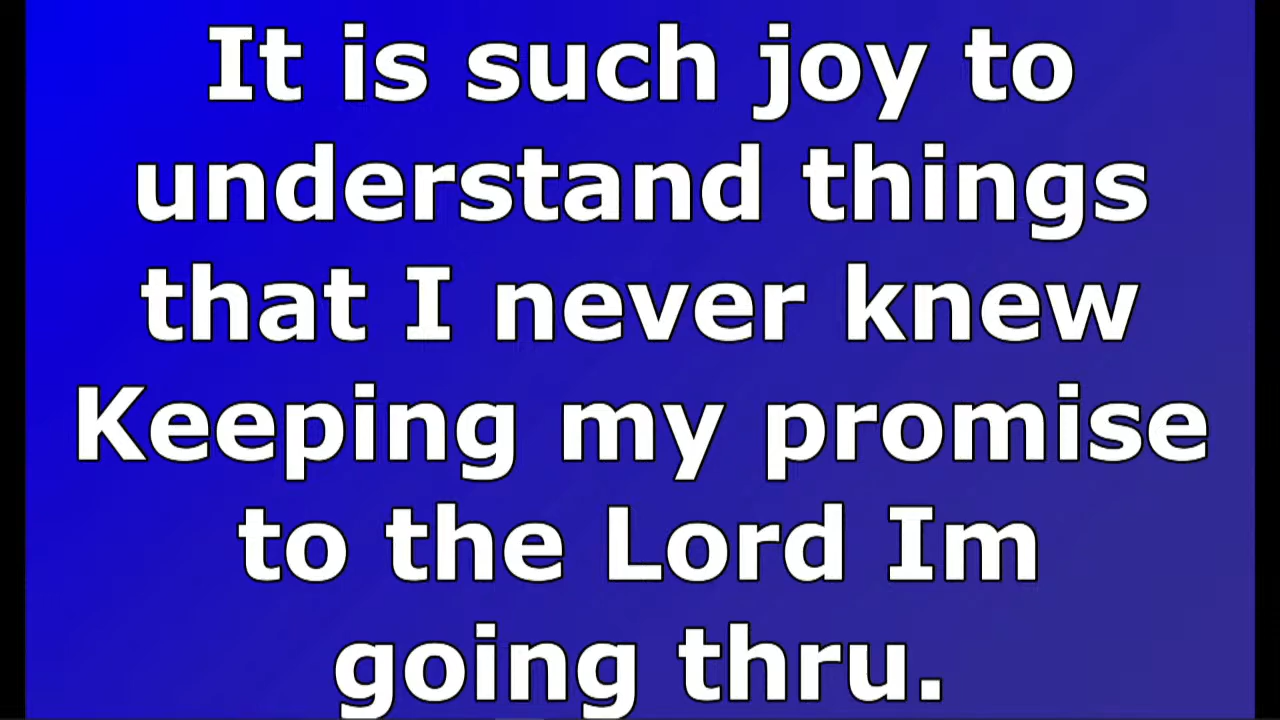 It is such joy to
understand things
that I never knew
Keeping my promise
to the Lord Im
going thru.